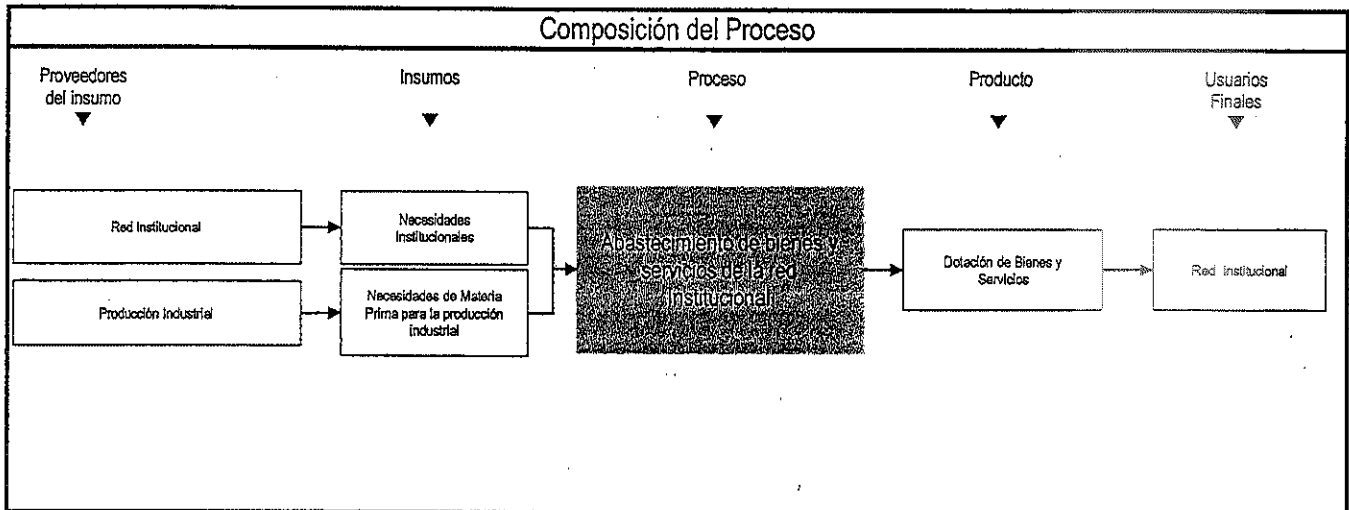 Composición del Proceso
Proveedores
del insumo
Insumos
Proceso
Producto
Usuarios
Finales
Red Institucional
Necesidades
Institucionales
Abastecimiento de bienes y
servicios de la red
Institucional
Dotación de Bienes y
Servicios
Red Institucional
Producción Industrial
Necesidades de Materia
Prima para la producción
industrial